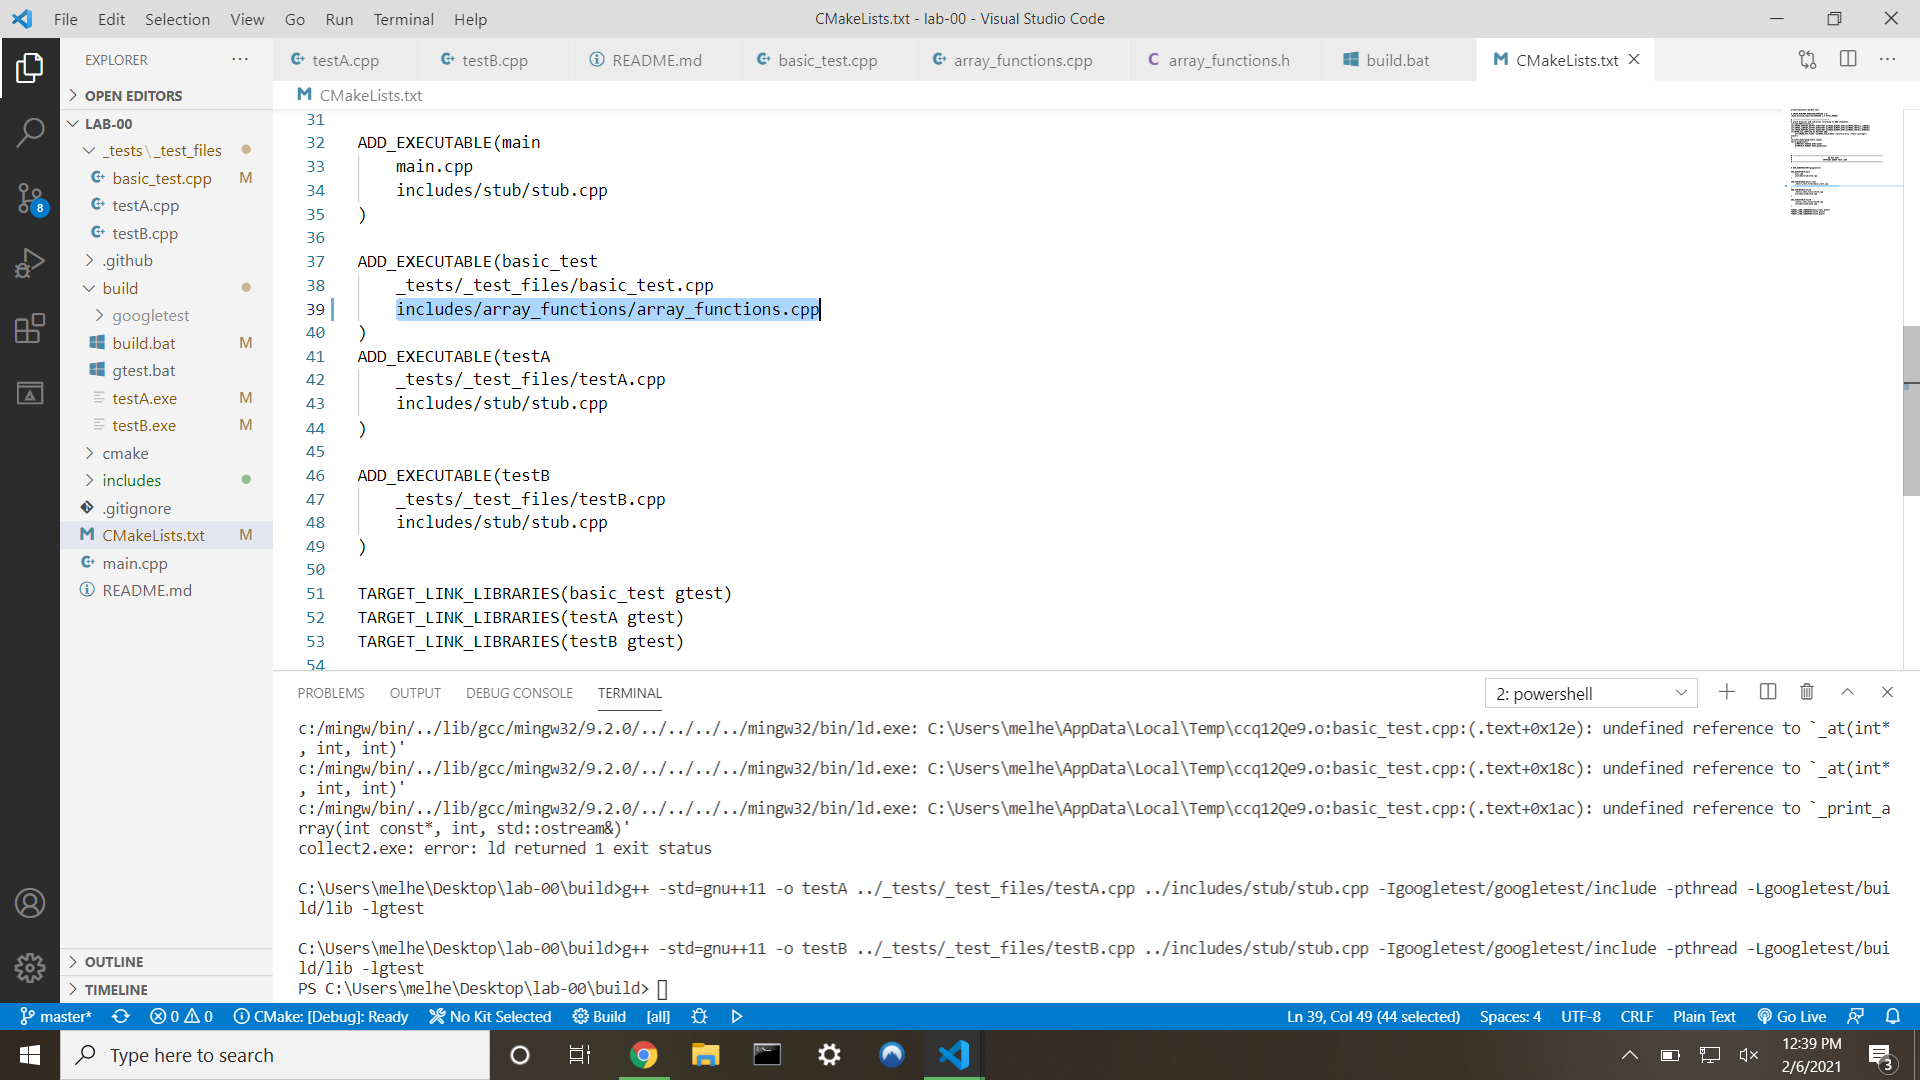 File Edit Selection View Go Run Terminal Help
CMakeLists.txt - lab-00 - Visual Studio Code
EXPLORER
testA.cpp testB.cpp README.md basic_test.cpp array_functions.cpp array_functions.h build.bat CMakeLists.txt
OPEN EDITORS
LAB-00
_tests\_test_files
basic_test.cpp M
testA.cpp
testB.cpp
.github
build
googletest
build.bat M
gtest.bat
testA.exe M
testB.exe M
cmake
includes
.gitignore
CMakeLists.txt M
main.cpp
README.md
OUTLINE
TIMELINE
8
CMakeLists.txt
31
32 ADD_EXECUTABLE(main
33 main.cpp
34 includes/stub/stub.cpp
35 )
36
37 ADD_EXECUTABLE(basic_test
38 _tests/_test_files/basic_test.cpp
39 includes/array_functions/array_functions.cpp
40 )
41 ADD_EXECUTABLE(testA
42 _tests/_test_files/testA.cpp
43 includes/stub/stub.cpp
44 )
45
46 ADD_EXECUTABLE(testB
47 _tests/_test_files/testB.cpp
48 includes/stub/stub.cpp
49 )
50
51 TARGET_LINK_LIBRARIES(basic_test gtest)
52 TARGET_LINK_LIBRARIES(testA gtest)
53 TARGET_LINK_LIBRARIES(testB gtest)
54
PROBLEMS OUTPUT DEBUG CONSOLE TERMINAL
2: powershell
c:/mingw/bin/../lib/gcc/mingw32/9.2.0/../../../../mingw32/bin/ld.exe: C:\Users\melhe\AppData\Local\Temp\ccq12Qe9.o:basic_test.cpp:(.text+0x12e): undefined reference to `_at(int*
, int, int)'
c:/mingw/bin/../lib/gcc/mingw32/9.2.0/../../../../mingw32/bin/ld.exe: C:\Users\melhe\AppData\Local\Temp\ccq12Qe9.o:basic_test.cpp:(.text+0x18c): undefined reference to `_at(int*
, int, int)'
c:/mingw/bin/../lib/gcc/mingw32/9.2.0/../../../../mingw32/bin/ld.exe: C:\Users\melhe\AppData\Local\Temp\ccq12Qe9.o:basic_test.cpp:(.text+0x1ac): undefined reference to `_print_a
rray(int const*, int, std::ostream&)'
collect2.exe: error: ld returned 1 exit status
C:\Users\melhe\Desktop\lab-00\build>g++ -std=gnu++11 -o testA ../_tests/_test_files/testA.cpp ../includes/stub/stub.cpp -Igoogletest/googletest/include -pthread -Lgoogletest/bui
ld/lib -lgtest
C:\Users\melhe\Desktop\lab-00\build>g++ -std=gnu++11 -o testB ../_tests/_test_files/testB.cpp ../includes/stub/stub.cpp -Igoogletest/googletest/include -pthread -Lgoogletest/bui
ld/lib -lgtest
PS C:\Users\melhe\Desktop\lab-00\build>
master* 0 0 CMake: [Debug]: Ready No Kit Selected Build [all] Ln 39, Col 49 (44 selected) Spaces: 4 UTF-8 CRLF Plain Text Go Live
Type here to search
12:39 PM
2/6/2021
3